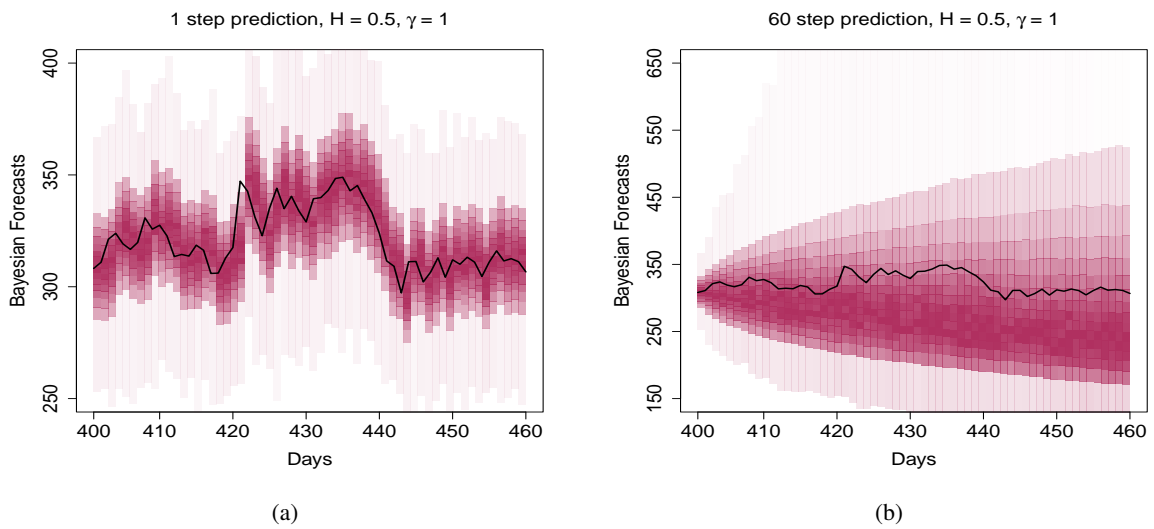 1 step prediction, H = 0.5, γ = 1
Bayesian Forecasts
400
350
300
250
400 410 420 430 440 450 460
Days
(a)
60 step prediction, H = 0.5, γ = 1
Bayesian Forecasts
650
550
450
350
250
150
400 410 420 430 440 450 460
Days
(b)